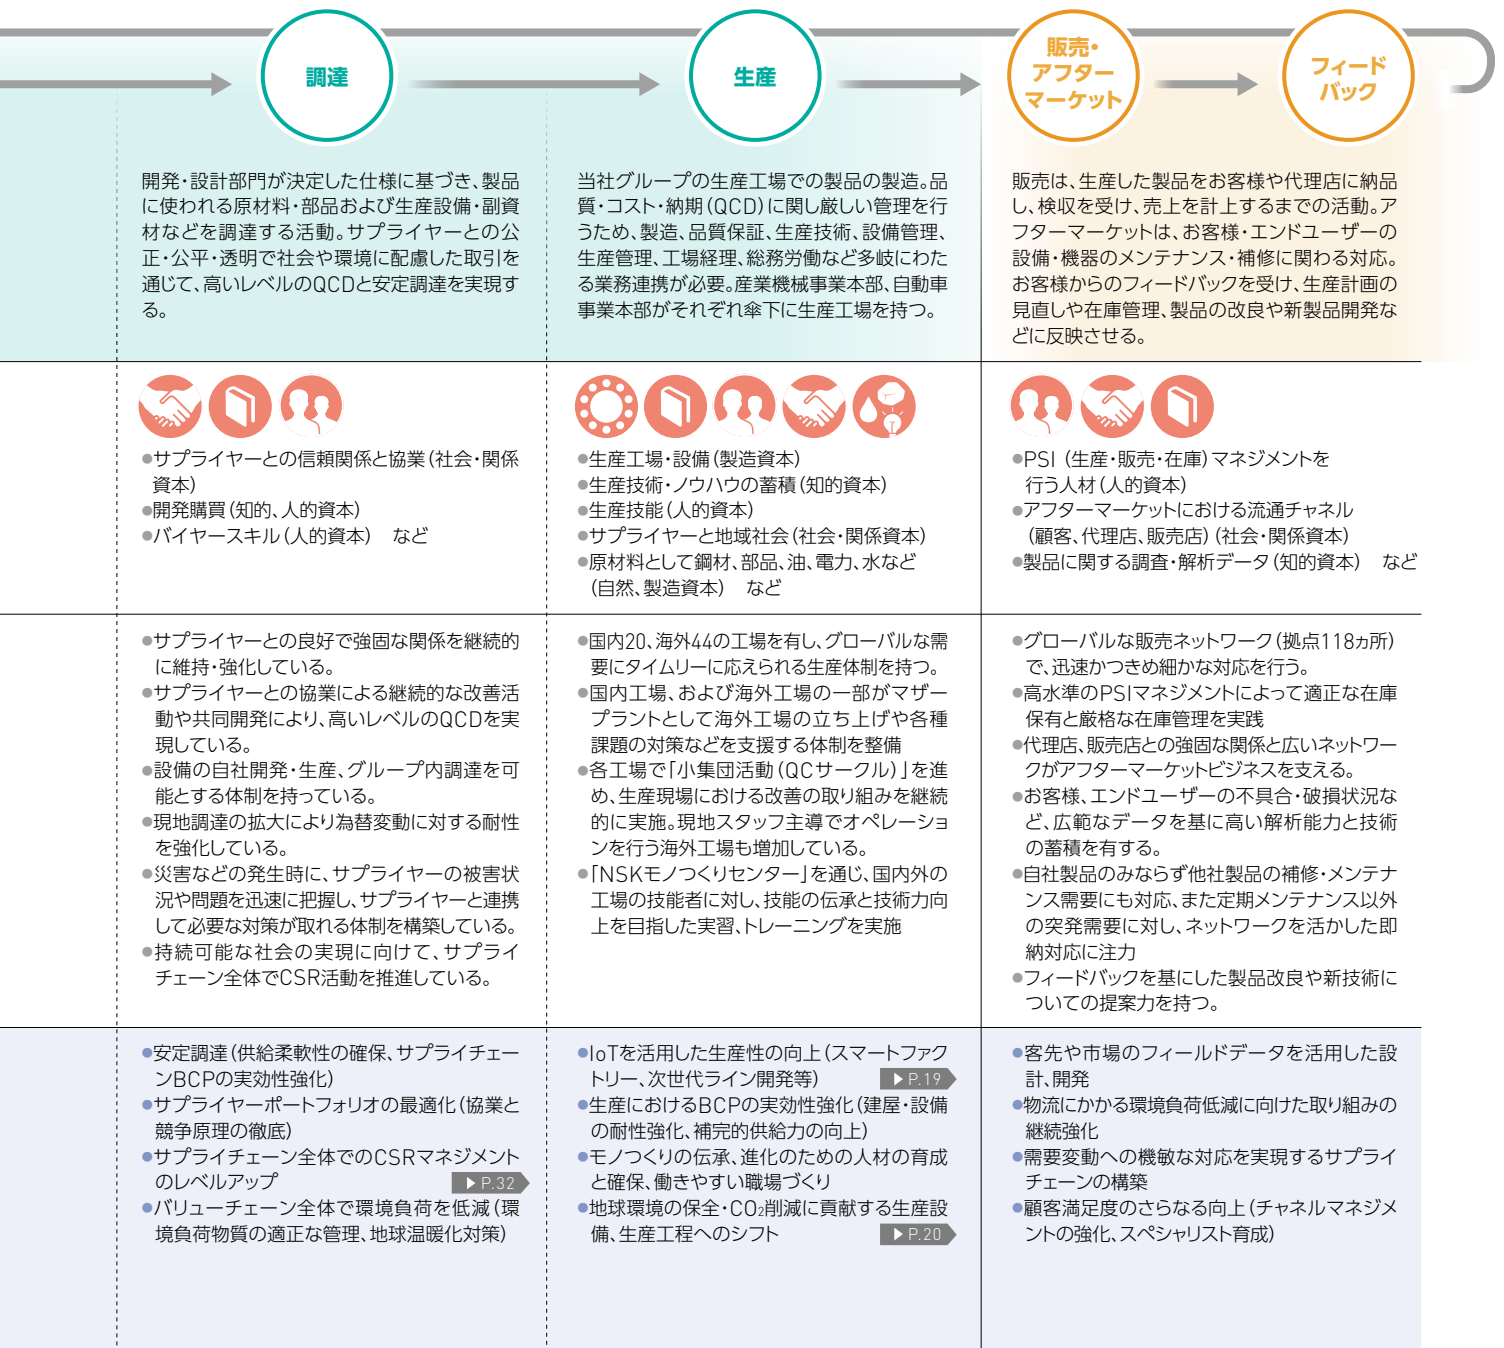 調達
開発・設計部門が決定した仕様に基づき、製品
に使われる原材料・部品および生産設備・副資
材などを調達する活動。サプライヤーとの公
正・公平・透明で社会や環境に配慮した取引を
通じて、高いレベルのQCDと安定調達を実現す
る。
●サプライヤーとの信頼関係と協業(社会・関係
資本)
●開発購買(知的、人的資本)
●バイヤースキル(人的資本)　など
●サプライヤーとの良好で強固な関係を継続的
に維持・強化している。
●サプライヤーとの協業による継続的な改善活
動や共同開発により、高いレベルのQCDを実
現している。
●設備の自社開発・生産、グループ内調達を可
能とする体制を持っている。
●現地調達の拡大により為替変動に対する耐性
を強化している。
●災害などの発生時に、サプライヤーの被害状
況や問題を迅速に把握し、サプライヤーと連携
して必要な対策が取れる体制を構築している。
●持続可能な社会の実現に向けて、サプライ
チェーン全体でCSR活動を推進している。
●安定調達(供給柔軟性の確保、サプライチェー
ンBCPの実効性強化)
●サプライヤーポートフォリオの最適化(協業と
競争原理の徹底)
●サプライチェーン全体でのCSRマネジメント
のレベルアップ ▶P.32
●バリューチェーン全体で環境負荷を低減(環
境負荷物質の適正な管理、地球温暖化対策)
生産
当社グループの生産工場での製品の製造。品
質・コスト・納期(QCD)に関し厳しい管理を行
うため、製造、品質保証、生産技術、設備管理、
生産管理、工場経理、総務労働など多岐にわた
る業務連携が必要。産業機械事業本部、自動車
事業本部がそれぞれ傘下に生産工場を持つ。
●生産工場・設備(製造資本)
●生産技術・ノウハウの蓄積(知的資本)
●生産技能(人的資本)
●サプライヤーと地域社会(社会・関係資本)
●原材料として鋼材、部品、油、電力、水など
(自然、製造資本)　など
●国内20、海外44の工場を有し、グローバルな需
要にタイムリーに応えられる生産体制を持つ。
●国内工場、および海外工場の一部がマザー
プラントとして海外工場の立ち上げや各種
課題の対策などを支援する体制を整備
●各工場で「小集団活動(QCサークル)」を進
め、生産現場における改善の取り組みを継続
的に実施。現地スタッフ主導でオペレーショ
ンを行う海外工場も増加している。
●「NSKモノつくりセンター」を通じ、国内外の
工場の技能者に対し、技能の伝承と技術力向
上を目指した実習、トレーニングを実施
●IoTを活用した生産性の向上(スマートファク
トリー、次世代ライン開発等) ▶P.19
●生産におけるBCPの実効性強化(建屋・設備
の耐性強化、補完的供給力の向上)
●モノつくりの伝承、進化のための人材の育成
と確保、働きやすい職場づくり
●地球環境の保全・CO₂削減に貢献する生産設
備、生産工程へのシフト ▶P.20
販売・
アフター
マーケット
フィード
バック
販売は、生産した製品をお客様や代理店に納品
し、検収を受け、売上を計上するまでの活動。ア
フターマーケットは、お客様・エンドユーザーの
設備・機器のメンテナンス・補修に関わる対応。
お客様からのフィードバックを受け、生産計画の
見直しや在庫管理、製品の改良や新製品開発な
どに反映させる。
●PSI(生産・販売・在庫)マネジメントを
行う人材(人的資本)
●アフターマーケットにおける流通チャネル
(顧客、代理店、販売店)(社会・関係資本)
●製品に関する調査・解析データ(知的資本)　など
●グローバルな販売ネットワーク(拠点118ヵ所)
で、迅速かつきめ細かな対応を行う。
●高水準のPSIマネジメントによって適正な在庫
保有と厳格な在庫管理を実践
●代理店、販売店との強固な関係と広いネットワー
クがアフターマーケットビジネスを支える。
●お客様、エンドユーザーの不具合・破損状況な
ど、広範なデータを基に高い解析能力と技術
の蓄積を有する。
●自社製品のみならず他社製品の補修・メンテナ
ンス需要にも対応、また定期メンテナンス以外
の突発需要に対し、ネットワークを活かした即
納対応に注力
●フィードバックを基にした製品改良や新技術に
ついての提案力を持つ。
●客先や市場のフィールドデータを活用した設
計、開発
●物流にかかる環境負荷低減に向けた取り組みの
継続強化
●需要変動への機敏な対応を実現するサプライ
チェーンの構築
●顧客満足度のさらなる向上(チャネルマネジメ
ントの強化、スペシャリスト育成)